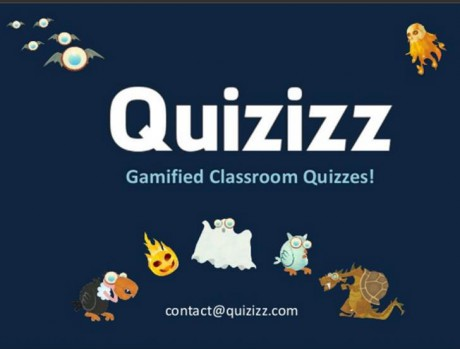 Quizizz
Gamified Classroom Quizzes!
contact@quizizz.com